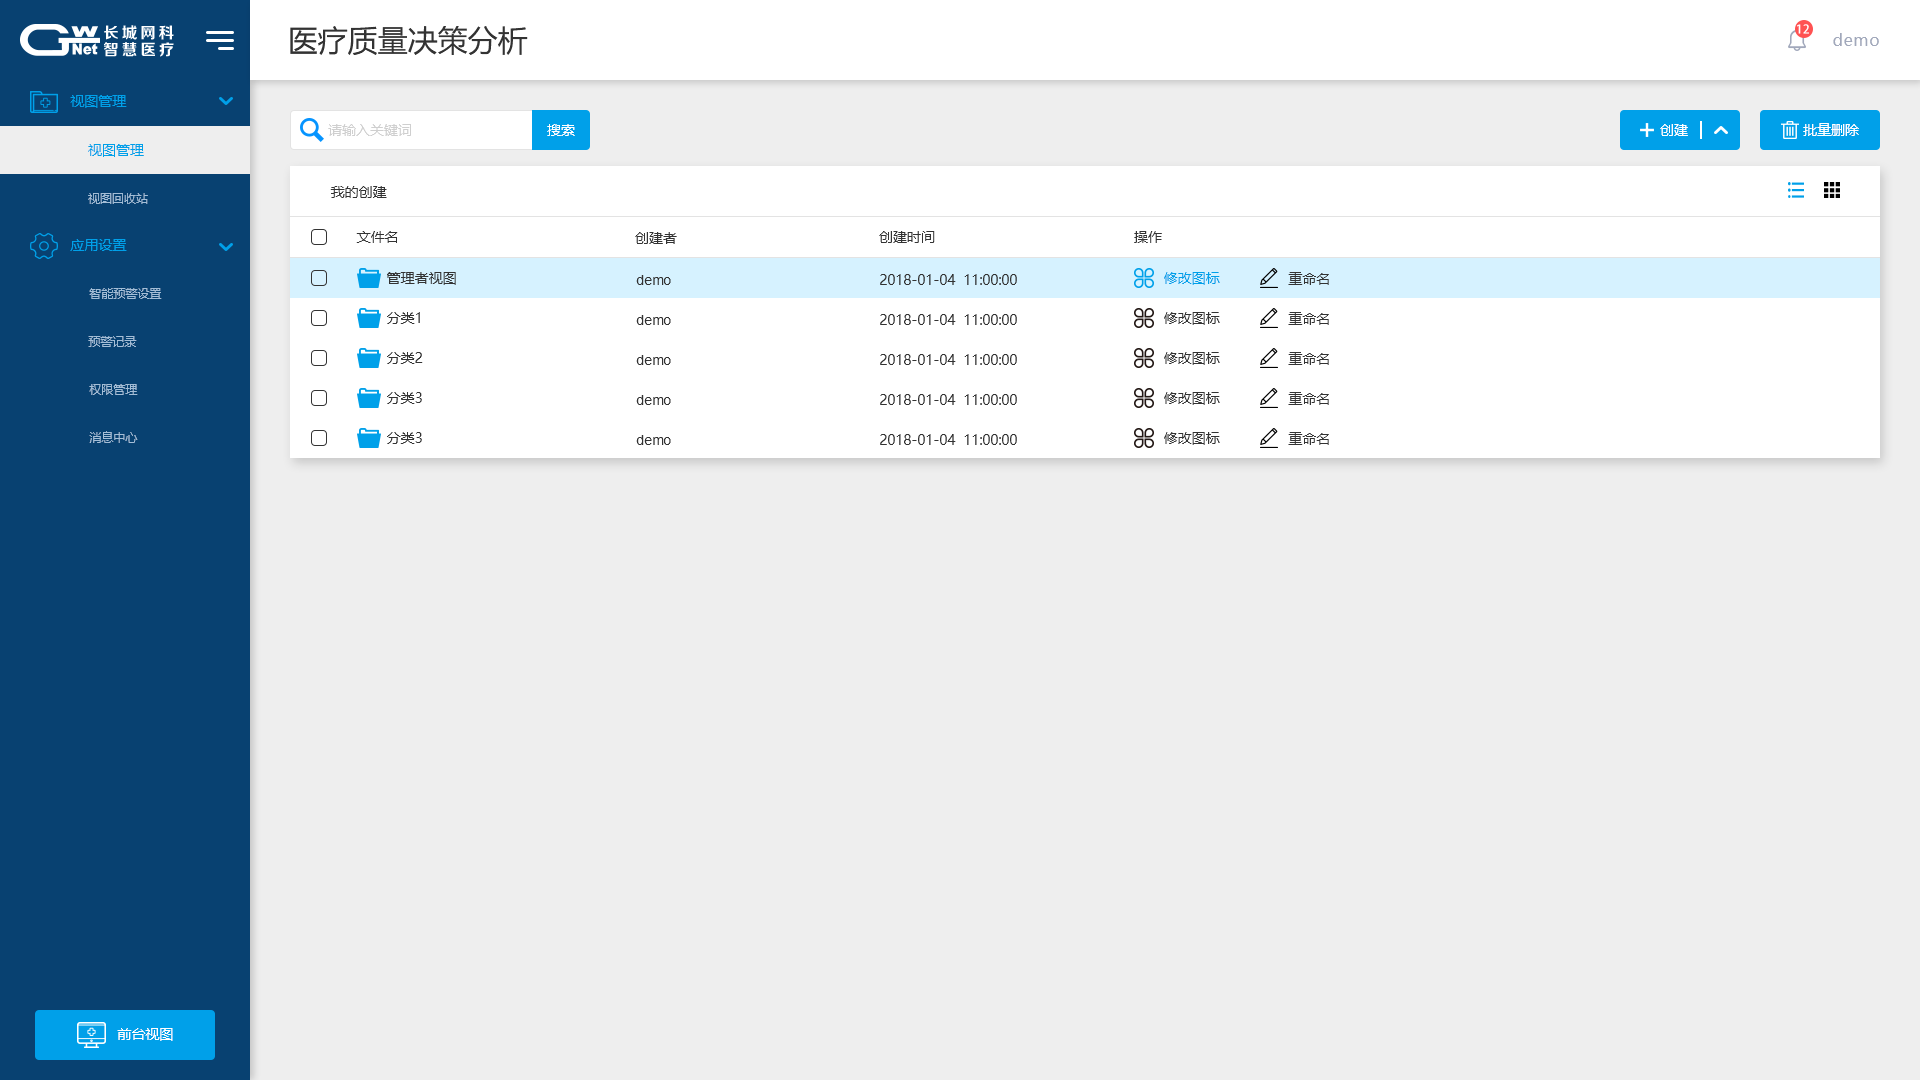 GW Net 长城网科 智慧医疗
医疗质量决策分析
12
demo
视图管理
视图管理
视图回收站
应用设置
智能预警设置
预警记录
权限管理
消息中心
前台视图
请输入关键词 搜索
创建 批量删除
我的创建
文件名 创建者 创建时间 操作
管理者视图 demo 2018-01-04 11:00:00 修改图标 重命名
分类1 demo 2018-01-04 11:00:00 修改图标 重命名
分类2 demo 2018-01-04 11:00:00 修改图标 重命名
分类3 demo 2018-01-04 11:00:00 修改图标 重命名
分类3 demo 2018-01-04 11:00:00 修改图标 重命名